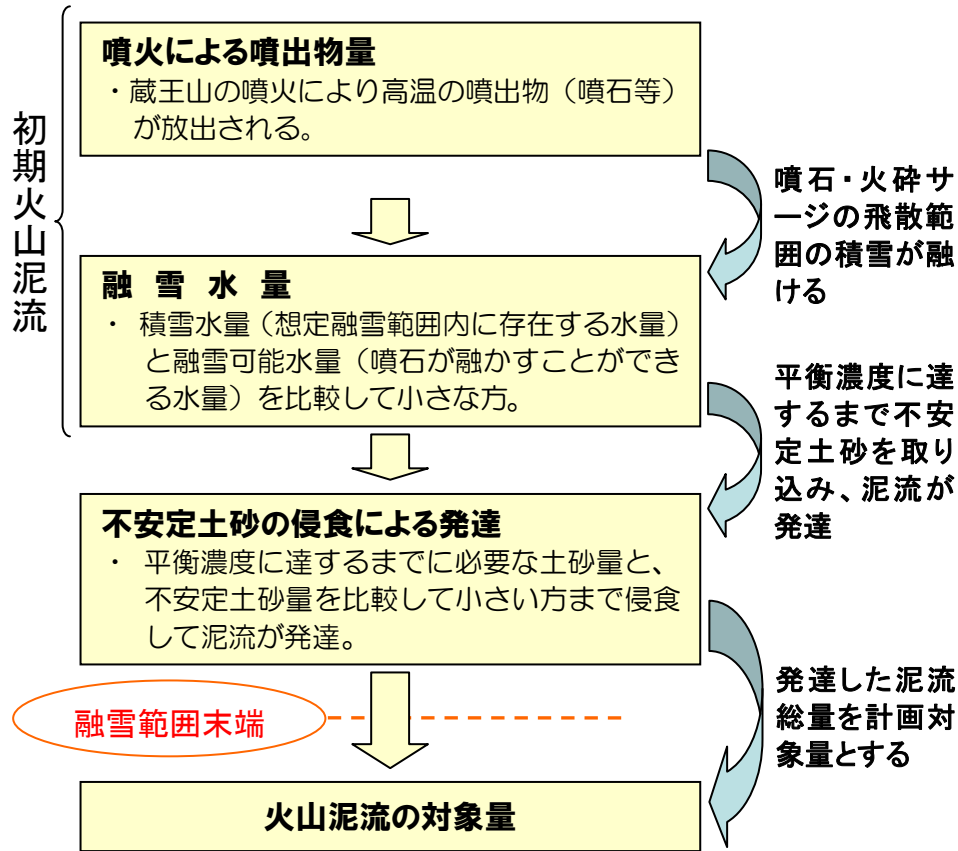 初期火山泥流
噴火による噴出物量
・蔵王山の噴火により高温の噴出物（噴石等）
が放出される。
噴石・火砕サ
ージの飛散範
囲の積雪が融
ける
融 雪 水 量
・ 積雪水量（想定融雪範囲内に存在する水量）
と融雪可能水量（噴石が融かすことができ
る水量）を比較して小さな方。
平衡濃度に達
するまで不安
定土砂を取り
込み、泥流が
発達
不安定土砂の侵食による発達
・ 平衡濃度に達するまでに必要な土砂量と、
不安定土砂量を比較して小さい方まで侵食
して泥流が発達。
発達した泥流
総量を計画対
象量とする
融雪範囲末端
火山泥流の対象量